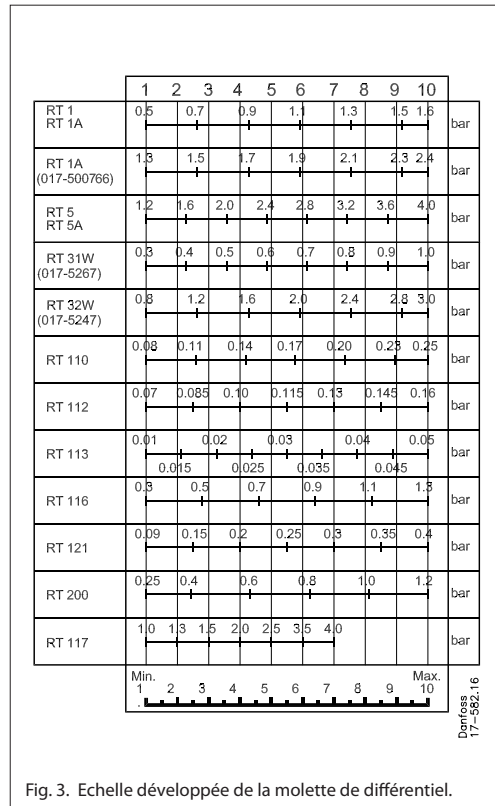 1 2 3 4 5 6 7 8 9 10
RT 1
RT 1A
0.5 0.7 0.9 1.1 1.3 1.5 1.6
bar
RT 1A
(017-500766)
1.3 1.5 1.7 1.9 2.1 2.3 2.4
bar
RT 5
RT 5A
1.2 1.6 2.0 2.4 2.8 3.2 3.6 4.0
bar
RT 31W
(017-5267)
0.3 0.4 0.5 0.6 0.7 0.8 0.9 1.0
bar
RT 32W
(017-5247)
0.8 1.2 1.6 2.0 2.4 2.8 3.0
bar
RT 110
0.08 0.11 0.14 0.17 0.20 0.23 0.25
bar
RT 112
0.07 0.085 0.10 0.115 0.13 0.145 0.16
bar
RT 113
0.01 0.02 0.03 0.04 0.05
0.015 0.025 0.035 0.045
bar
RT 116
0.3 0.5 0.7 0.9 1.1 1.3
bar
RT 121
0.09 0.15 0.2 0.25 0.3 0.35 0.4
bar
RT 200
0.25 0.4 0.6 0.8 1.0 1.2
bar
RT 117
1.0 1.3 1.5 2.0 2.5 3.5 4.0
bar
Min. Max.
1 2 3 4 5 6 7 8 9 10
Danfoss
17-582.16
Fig. 3. Echelle développée de la molette de différentiel.